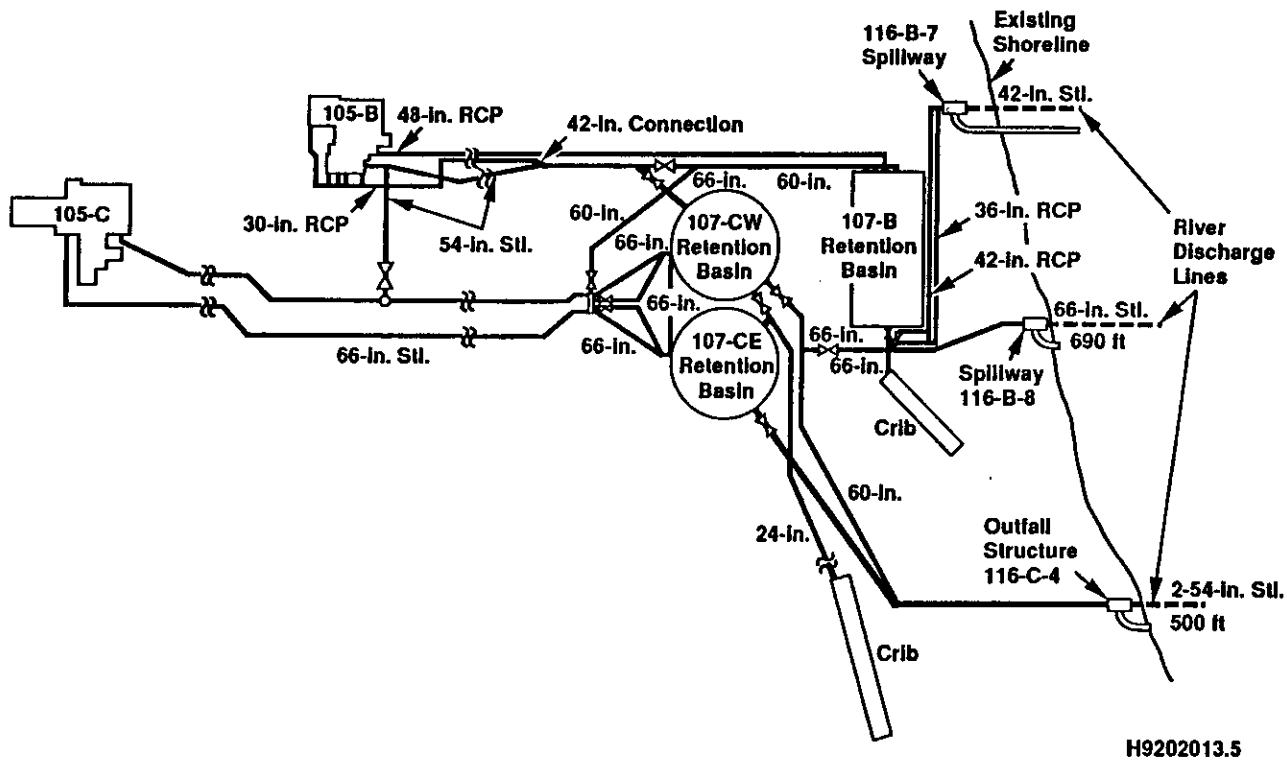 116-B-7
Spillway
Existing
Shoreline
42-in. Stl.
105-B
48-in. RCP
42-in. Connection
66-in.
60-in.
105-C
30-in. RCP
54-in. Stl.
60-in.
66-in.
107-CW
Retention
Basin
107-B
Retention
Basin
36-in. RCP
42-in. RCP
River
Discharge
Lines
66-in.
66-in.
66-in. Stl.
107-CE
Retention
Basin
66-in.
66-in.
66-in. Stl.
690 ft
Spillway
116-B-8
Crib
60-in.
24-in.
Outfall
Structure
116-C-4
2-54-in. Stl.
500 ft
Crib
H9202013.5